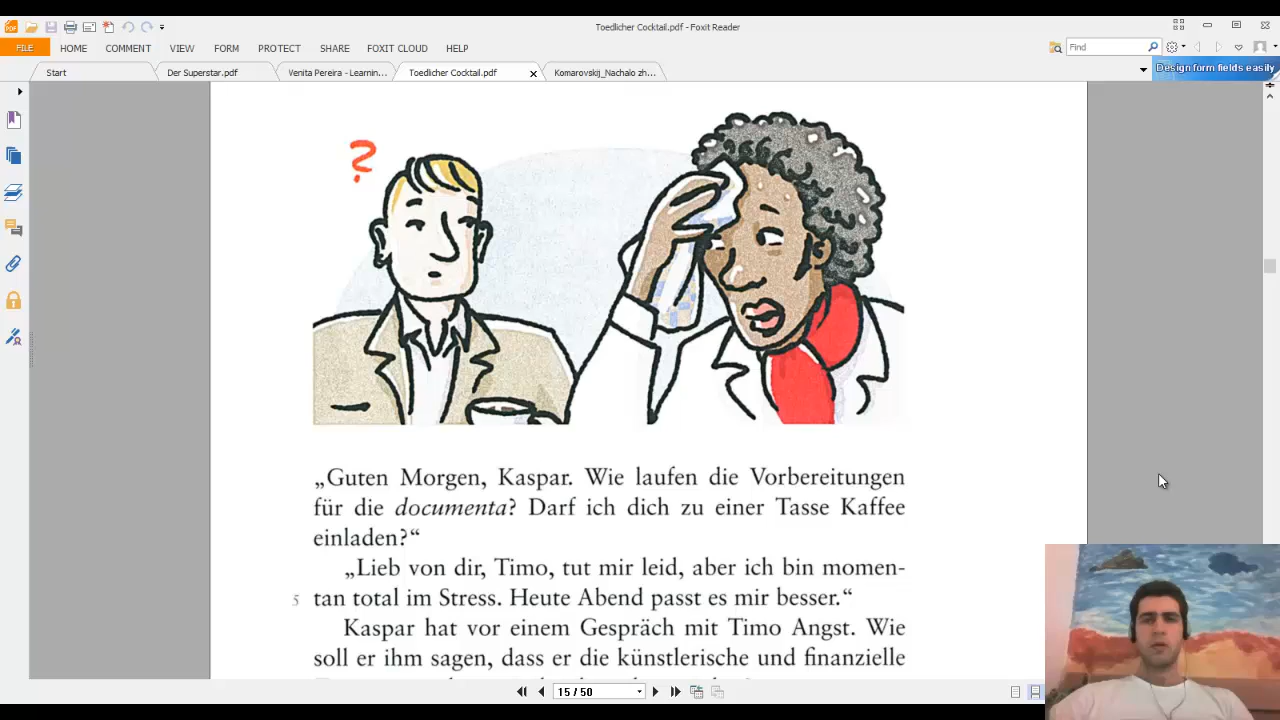 Toedlicher Cocktail.pdf - Foxit Reader
FILE HOME COMMENT VIEW FORM PROTECT SHARE FOXIT CLOUD HELP
Find
Start Der Superstar.pdf Venita Pereira - Learnin... Toedlicher Cocktail.pdf Komarovskij_Nachalo zh...
Design form fields easily
?
„Guten Morgen, Kaspar. Wie laufen die Vorbereitungen
für die documenta? Darf ich dich zu einer Tasse Kaffee
einladen?“
„Lieb von dir, Timo, tut mir leid, aber ich bin momen-
5 tan total im Stress. Heute Abend passt es mir besser.“
Kaspar hat vor einem Gespräch mit Timo Angst. Wie
soll er ihm sagen, dass er die künstlerische und finanzielle
15 / 50